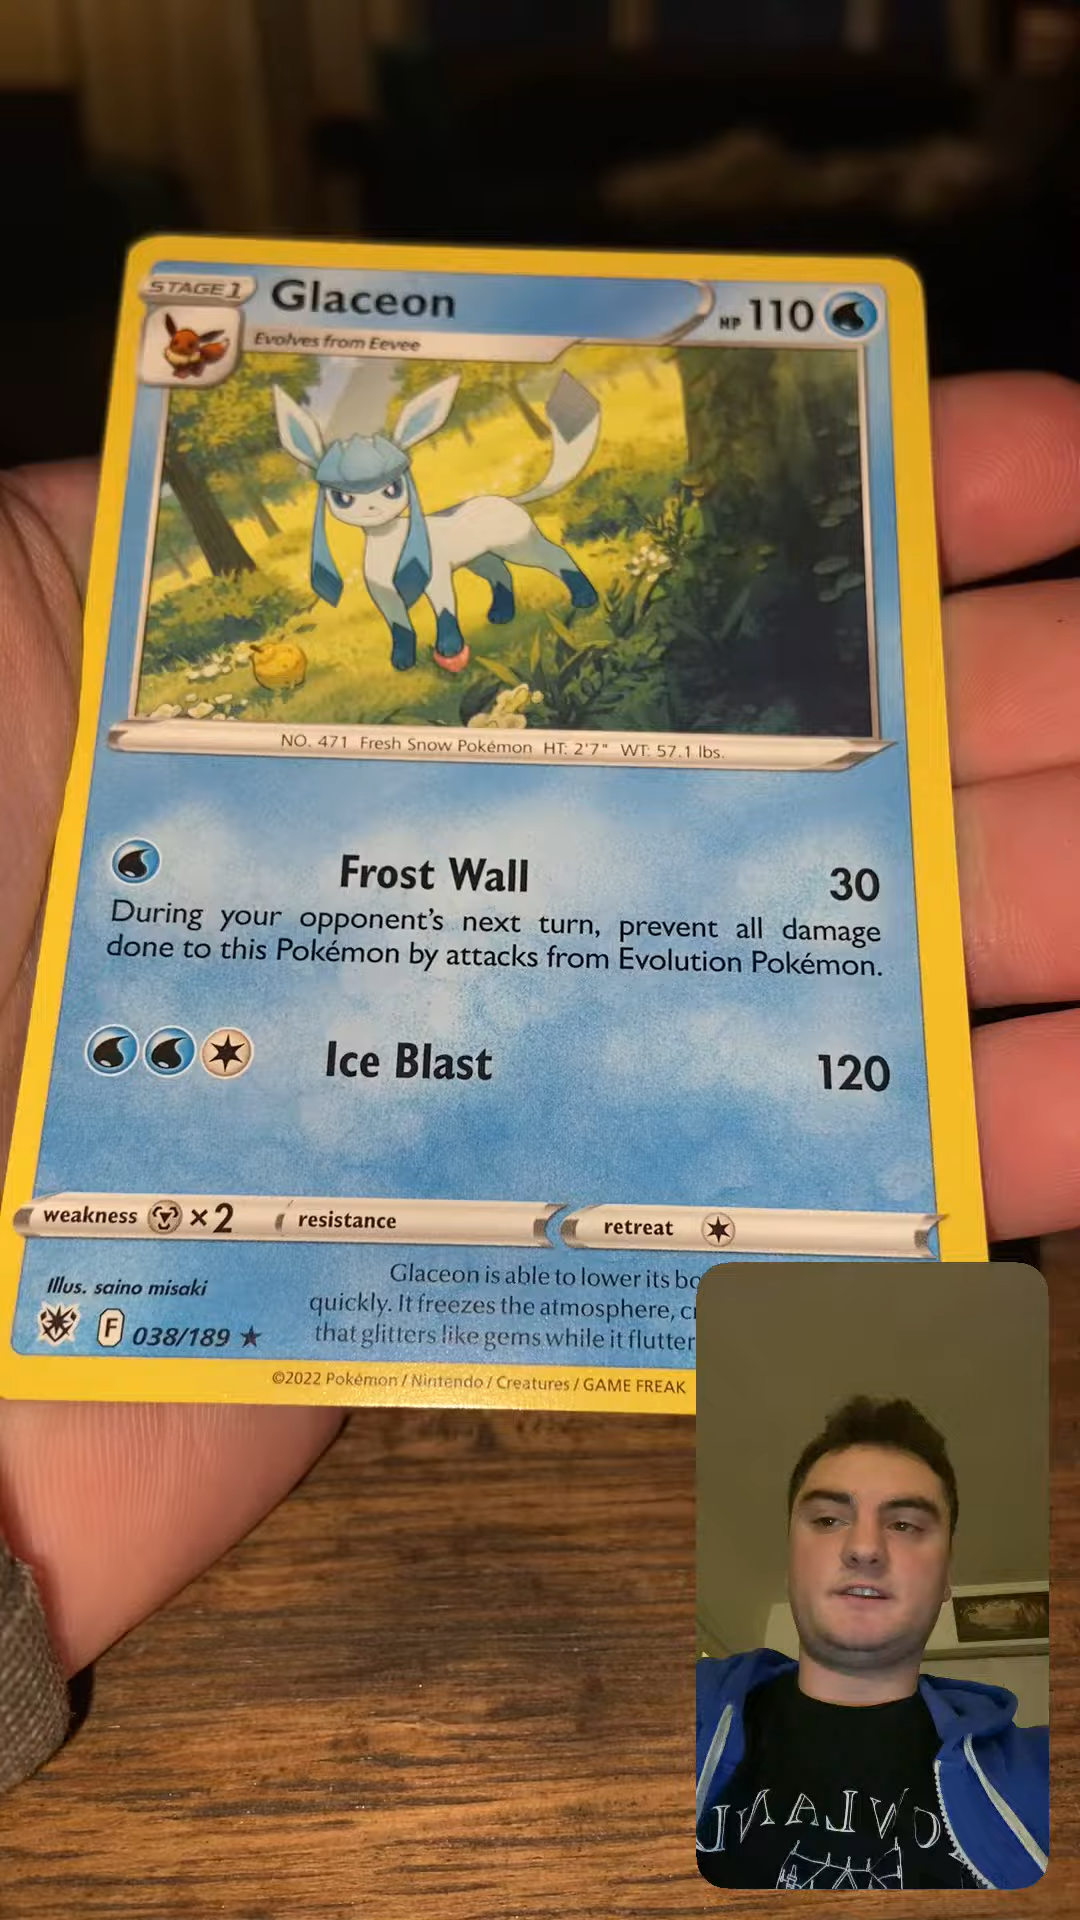 STAGE 1
Glaceon
HP 110
Evolves from Eevee
NO. 471 Fresh Snow Pokémon HT: 2'7" WT: 57.1 lbs.
Frost Wall 30
During your opponent's next turn, prevent all damage
done to this Pokémon by attacks from Evolution Pokémon.
Ice Blast 120
weakness ×2 resistance retreat
Illus. saino misaki
Glaceon is able to lower its
quickly. It freezes the atmosphere,
that glitters like gems while it
F 038/189 ★
©2022 Pokémon / Nintendo / Creatures / GAME FREAK